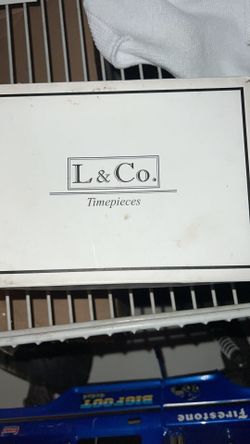 L & Co.
Timepieces
BIGFOOT
Firestone